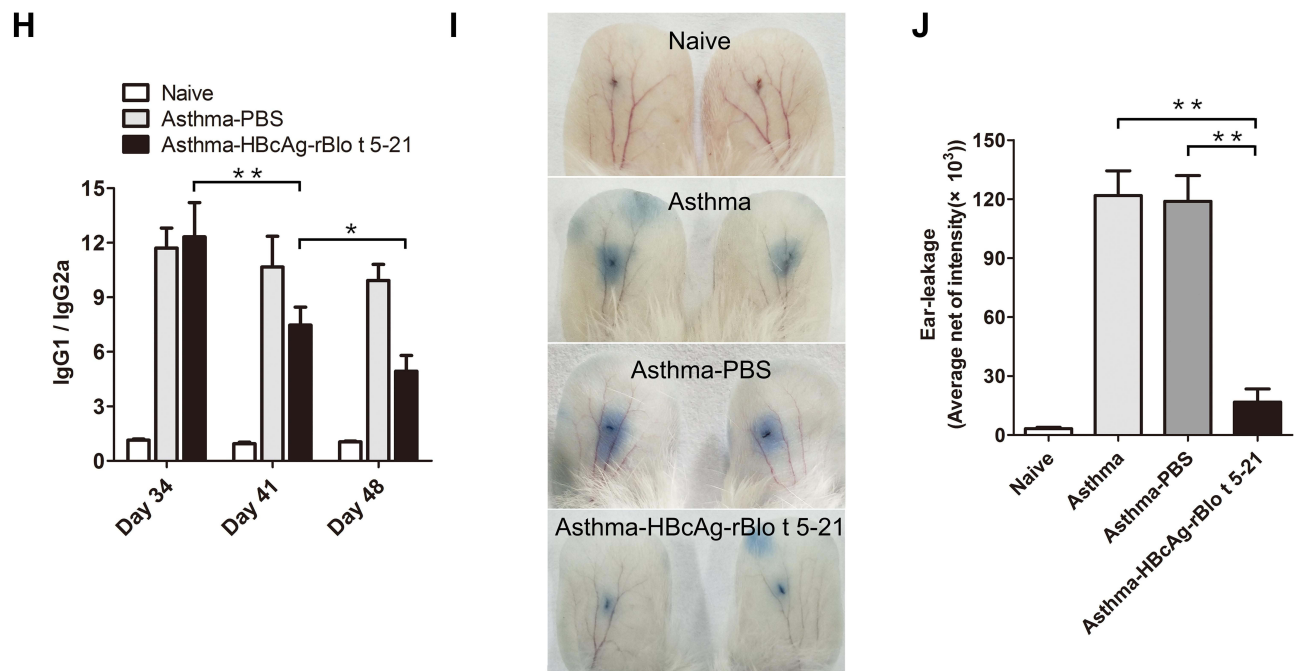 H
Naive
Asthma-PBS
Asthma-HBcAg-rBlo t 5-21
**
*
15
12
9
6
3
0
IgG1 / IgG2a
Day 34
Day 41
Day 48
I
Naive
Asthma
Asthma-PBS
Asthma-HBcAg-rBlo t 5-21
J
**
**
150
120
90
60
30
0
Ear-leakage
(Average net of intensity(× 10³))
Naive
Asthma
Asthma-PBS
Asthma-HBcAg-rBlo t 5-21